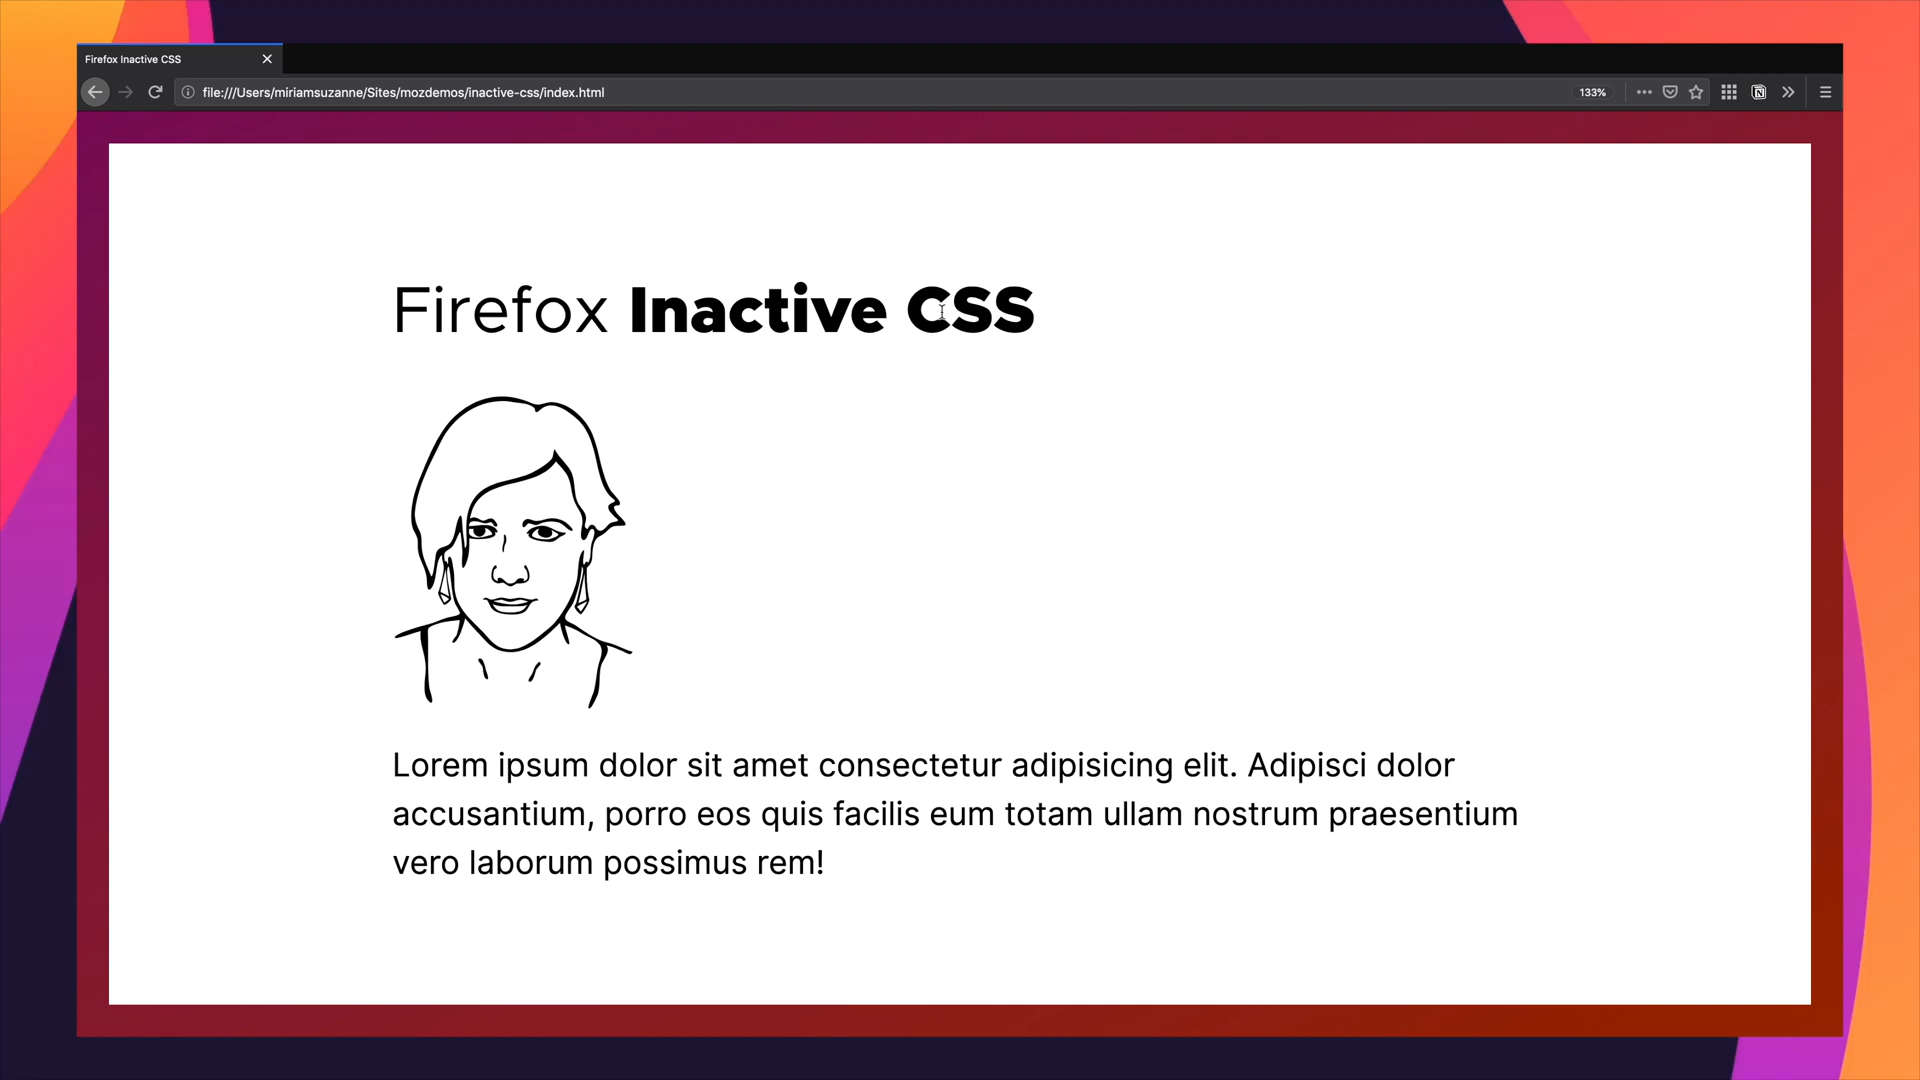 Firefox Inactive CSS
file:///Users/miriamsuzanne/Sites/mozdemos/inactive-css/index.html
133%
Firefox Inactive CSS
Lorem ipsum dolor sit amet consectetur adipisicing elit. Adipisci dolor
accusantium, porro eos quis facilis eum totam ullam nostrum praesentium
vero laborum possimus rem!